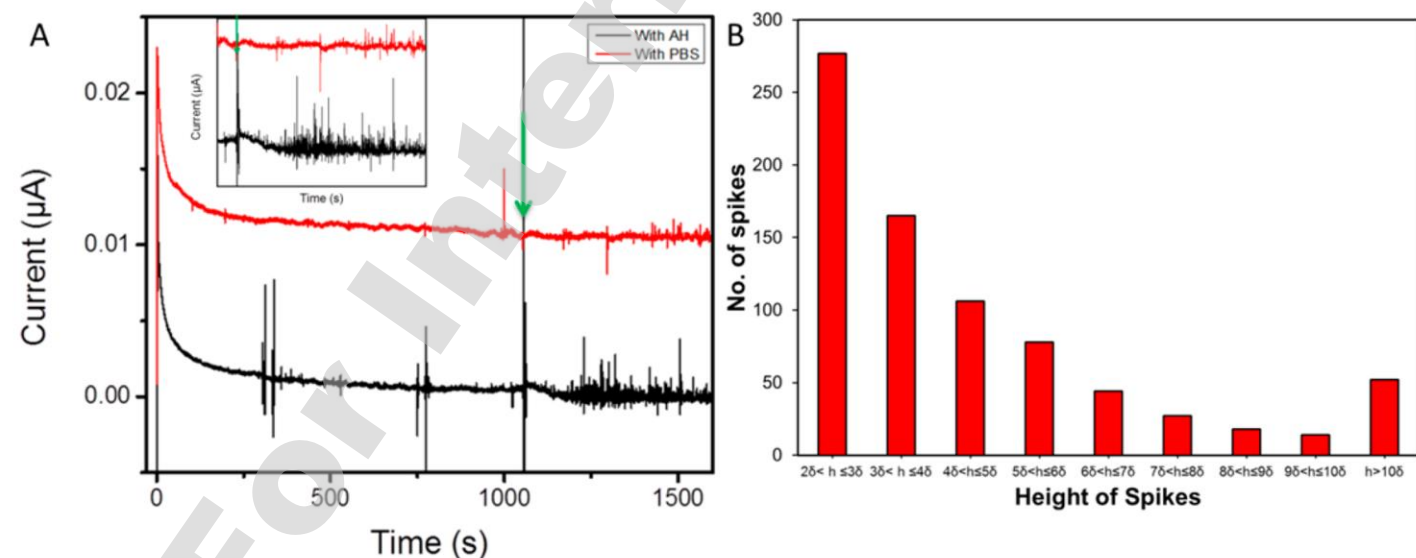 A
With AH
With PBS
Current (μA)
Time (s)
0.02
0.01
0.00
Current (μA)
0
500
1000
1500
Time (s)
For Inter
B
300
250
200
150
100
50
0
No. of spikes
2δ< h ≤3δ
3δ< h ≤4δ
4δ<h≤5δ
5δ<h≤6δ
6δ<h≤7δ
7δ<h≤8δ
8δ<h≤9δ
9δ<h≤10δ
h>10δ
Height of Spikes